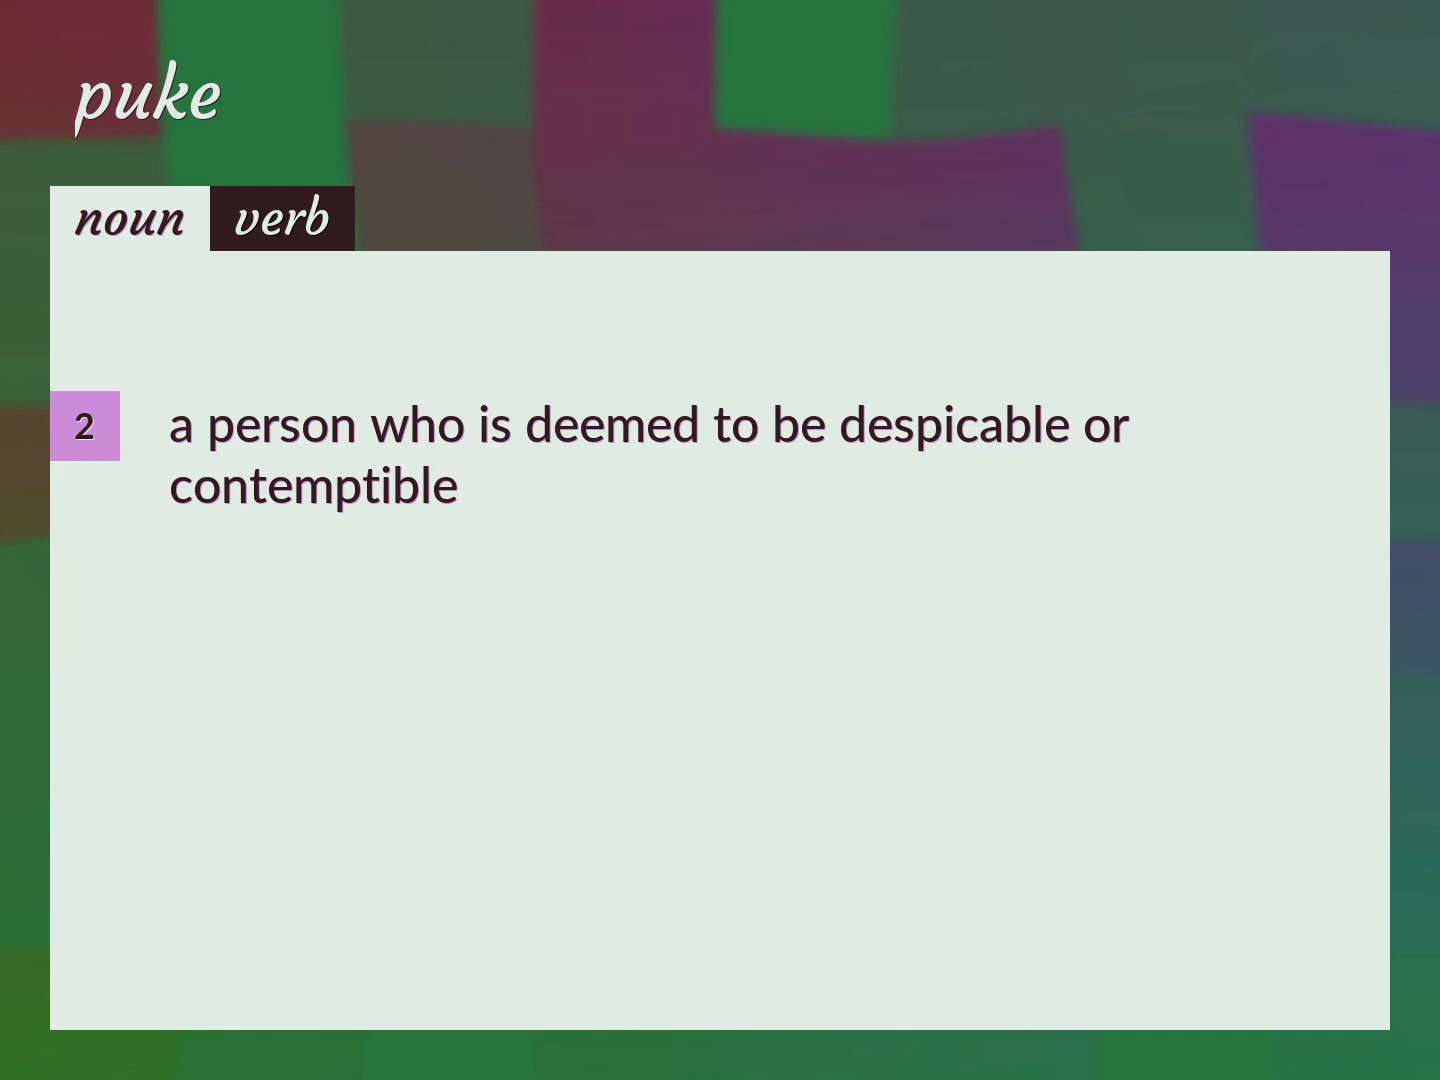 puke
noun verb
2 a person who is deemed to be despicable or
contemptible